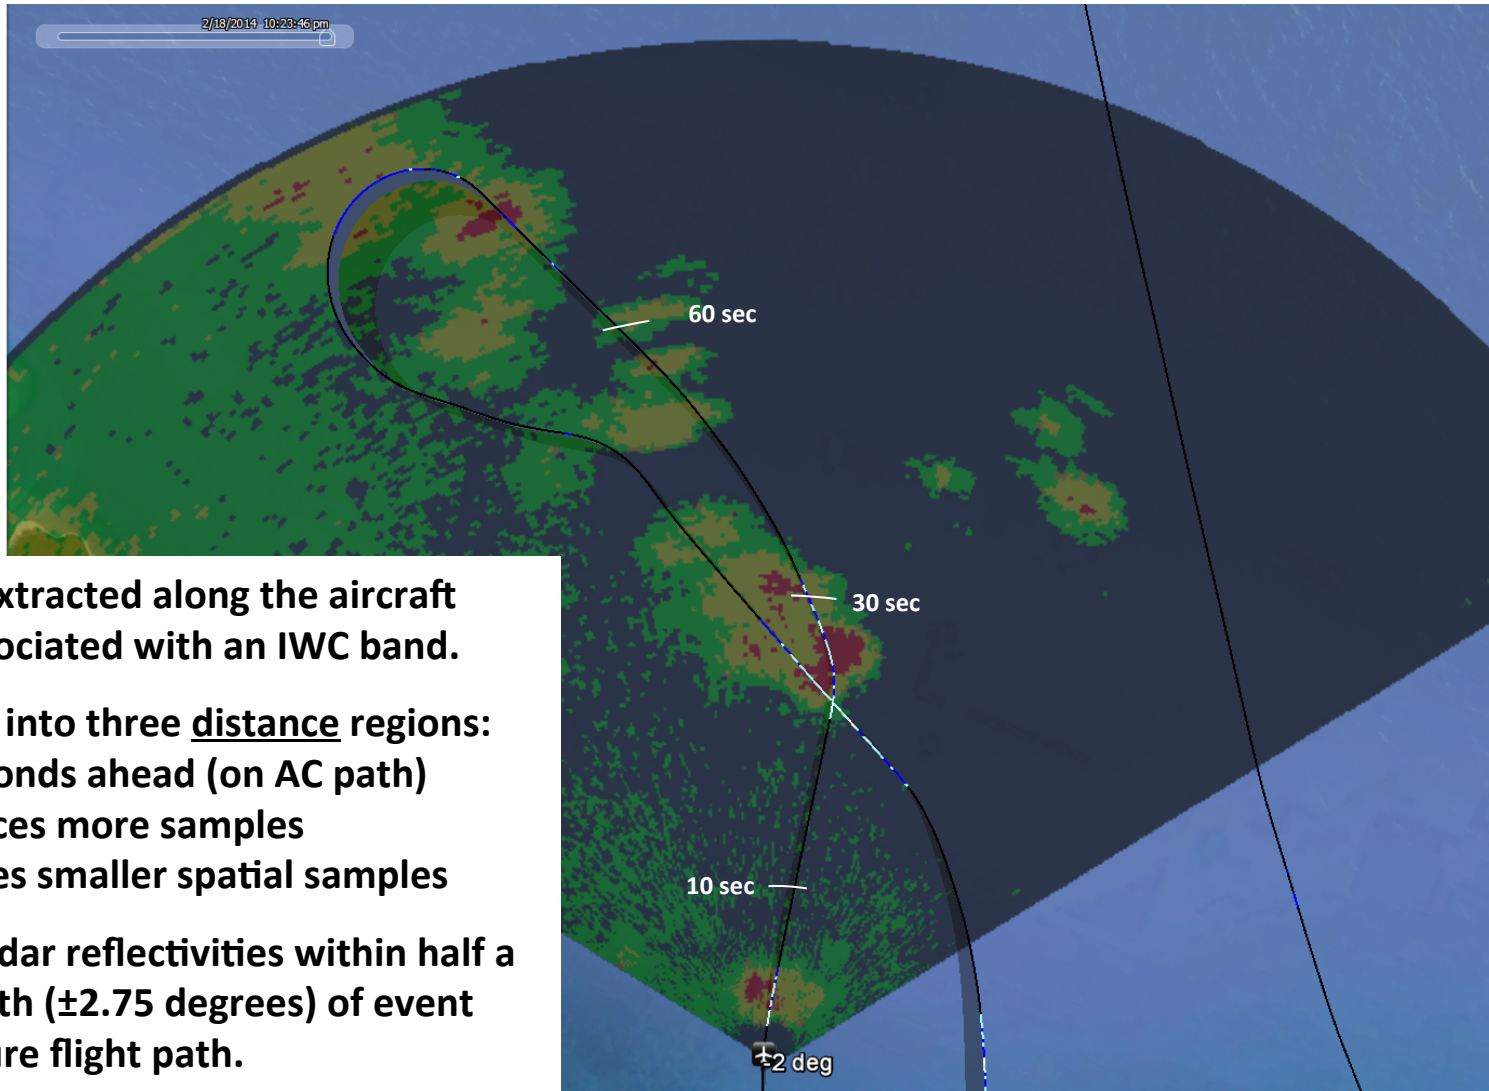 2/18/2014 10:23:46 pm
60 sec
30 sec
10 sec
xtracted along the aircraft
ociated with an IWC band.
into three distance regions:
onds ahead (on AC path)
ces more samples
es smaller spatial samples
dar reflectivities within half a
th (±2.75 degrees) of event
ure flight path.
-2 deg